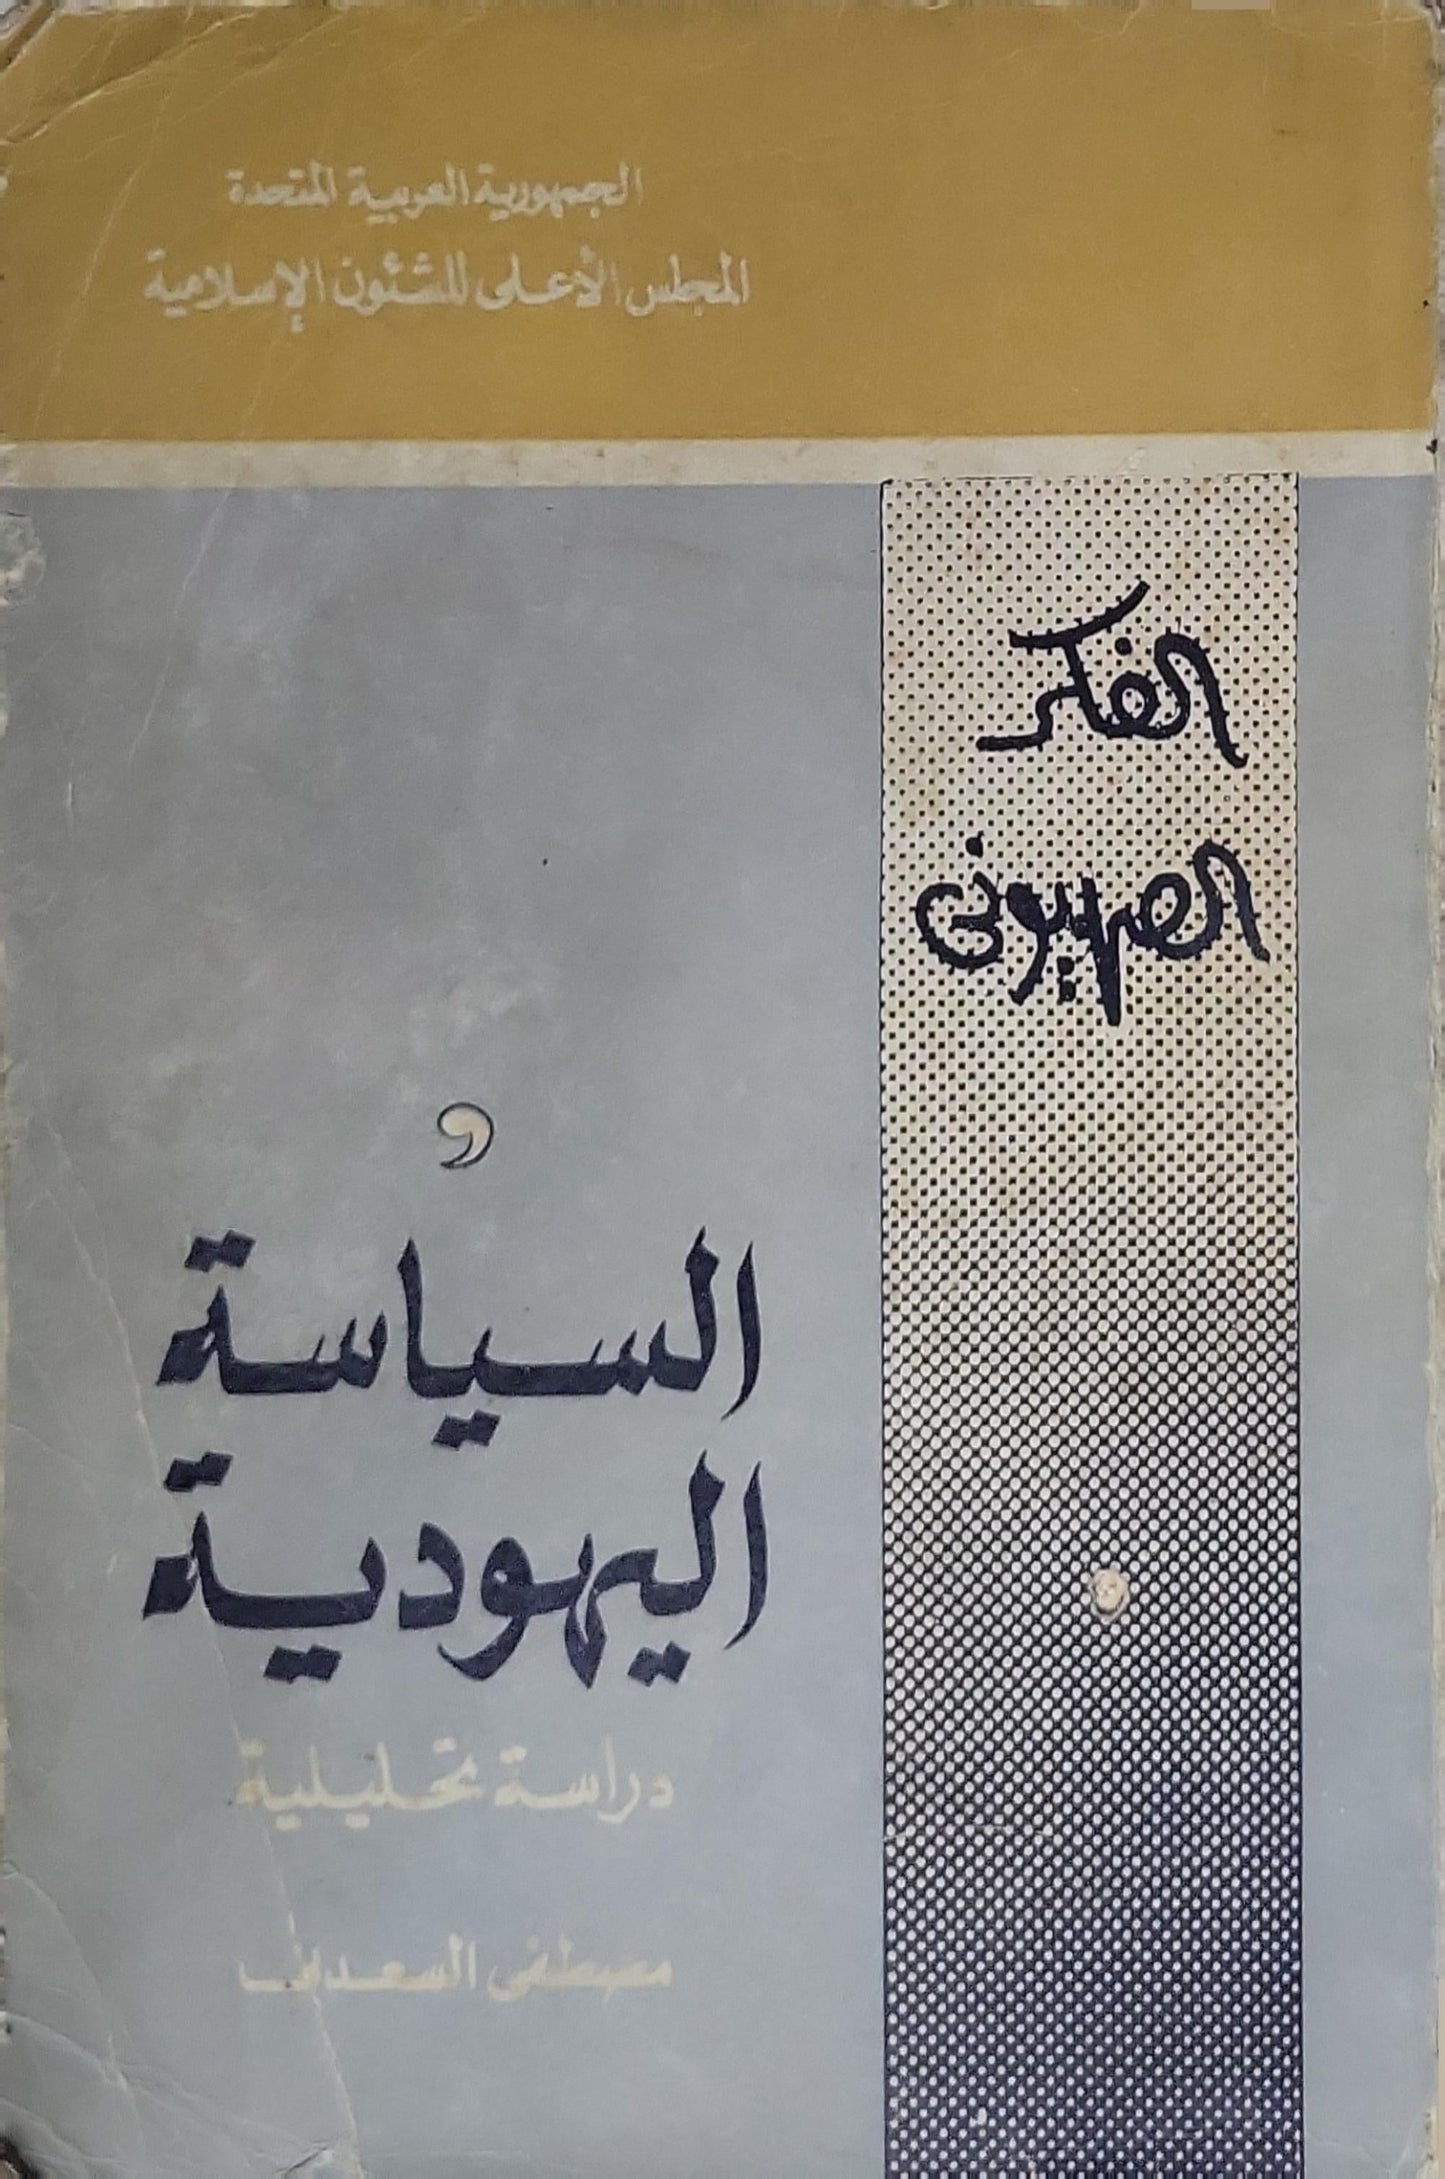 الجمهورية العربية المتحدة
المجلس الأعلى للشئون الإسلامية
الفكر
الصهيونى
و
السياسة
اليهودية
دراسة تحليلية
مصطفى السعدنى